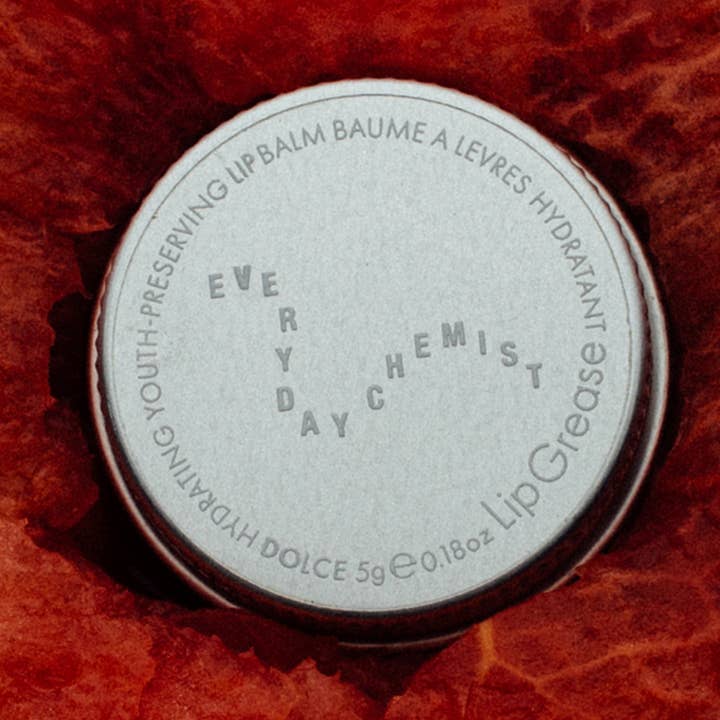 EVERYDAY CHEMIST
HYDRATING YOUTH-PRESERVING LIP BALM BAUME A LEVRES HYDRATANT
LipGrease
DOLCE 5g℮0.18oz